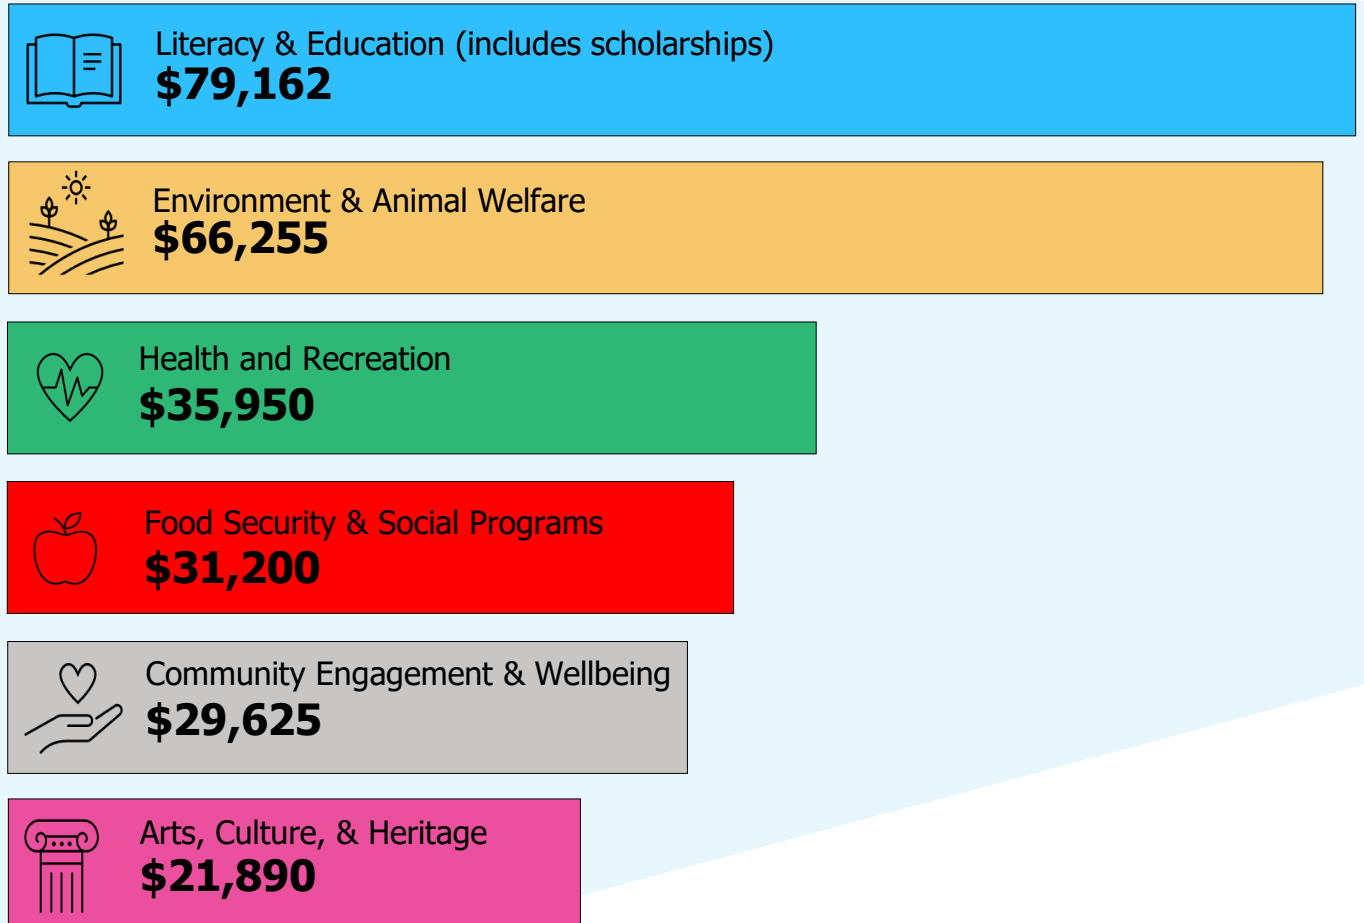 Literacy & Education (includes scholarships)
$79,162
Environment & Animal Welfare
$66,255
Health and Recreation
$35,950
Food Security & Social Programs
$31,200
Community Engagement & Wellbeing
$29,625
Arts, Culture, & Heritage
$21,890